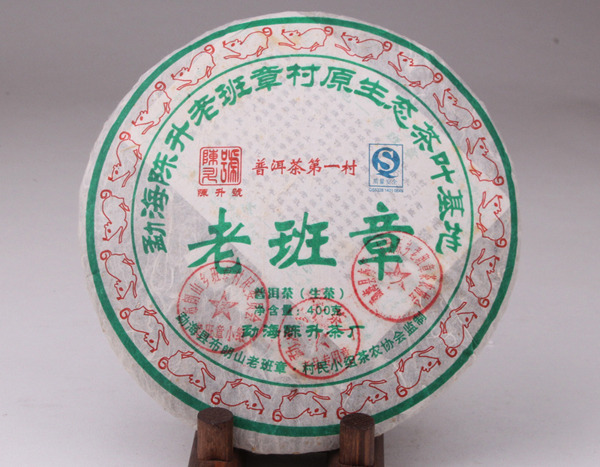 勐海陈升老班章村原生态茶叶基地
陳升號
陈升號
普洱茶第一村
老班章
普洱茶（生茶）
净含量：400克
勐海陈升茶厂
勐海县布朗山老班章·村民小组茶农协会监制